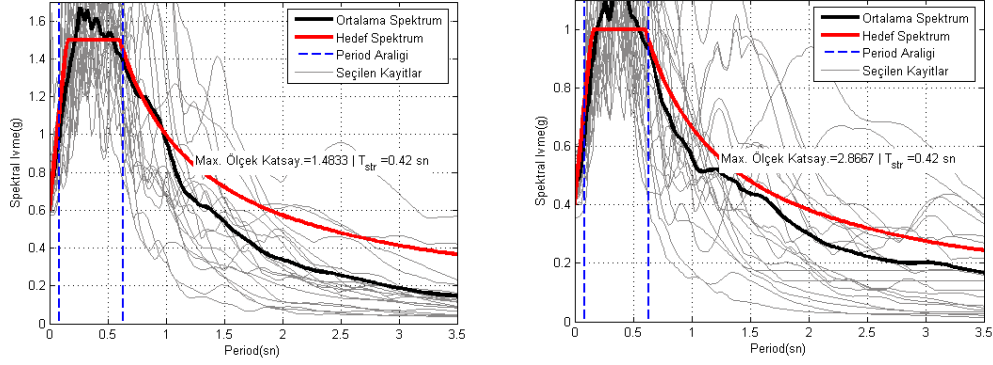 Spektral Ivme(g)
1.6
1.4
1.2
1
0.8
0.6
0.4
0.2
0
Ortalama Spektrum
Hedef Spektrum
Period Araligi
Seçilen Kayitlar
Max. Ölçek Katsay.=1.4833 | Tstr =0.42 sn
0 0.5 1 1.5 2 2.5 3 3.5
Period(sn)
Spektral Ivme(g)
1
0.8
0.6
0.4
0.2
0
Ortalama Spektrum
Hedef Spektrum
Period Araligi
Seçilen Kayitlar
Max. Ölçek Katsay.=2.8667 | Tstr =0.42 sn
0 0.5 1 1.5 2 2.5 3 3.5
Period(sn)